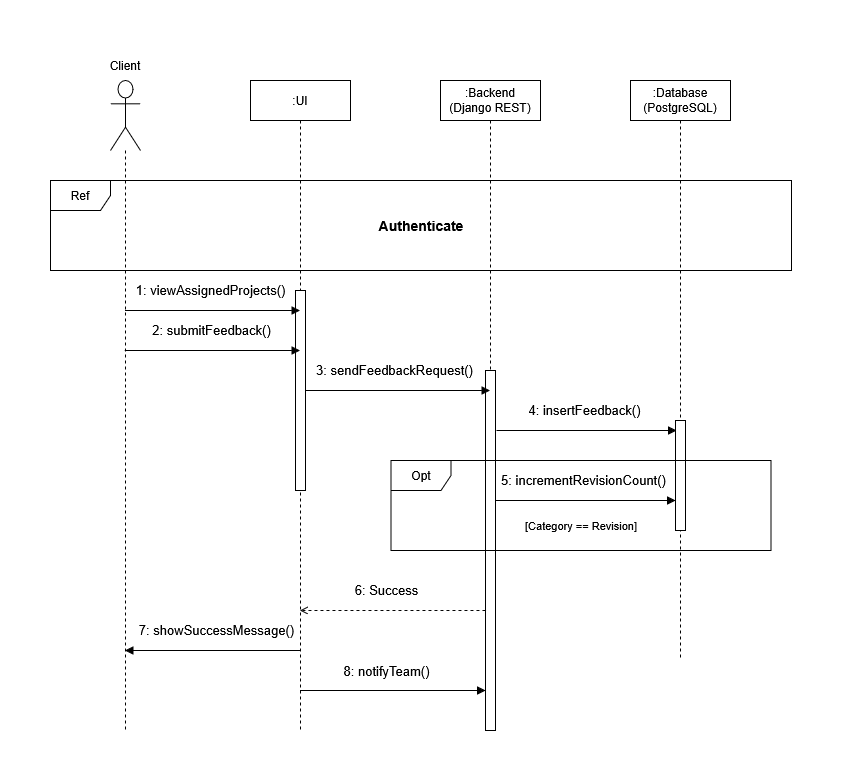 Client
:UI
:Backend
(Django REST)
:Database
(PostgreSQL)
Ref
Authenticate
1: viewAssignedProjects()
2: submitFeedback()
3: sendFeedbackRequest()
4: insertFeedback()
Opt
5: incrementRevisionCount()
[Category == Revision]
6: Success
7: showSuccessMessage()
8: notifyTeam()